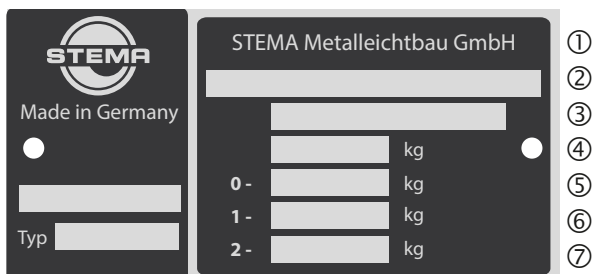 STEMA
Made in Germany
Typ
STEMA Metalleichtbau GmbH ①
②
③
kg ④
0 - kg ⑤
1 - kg ⑥
2 - kg ⑦